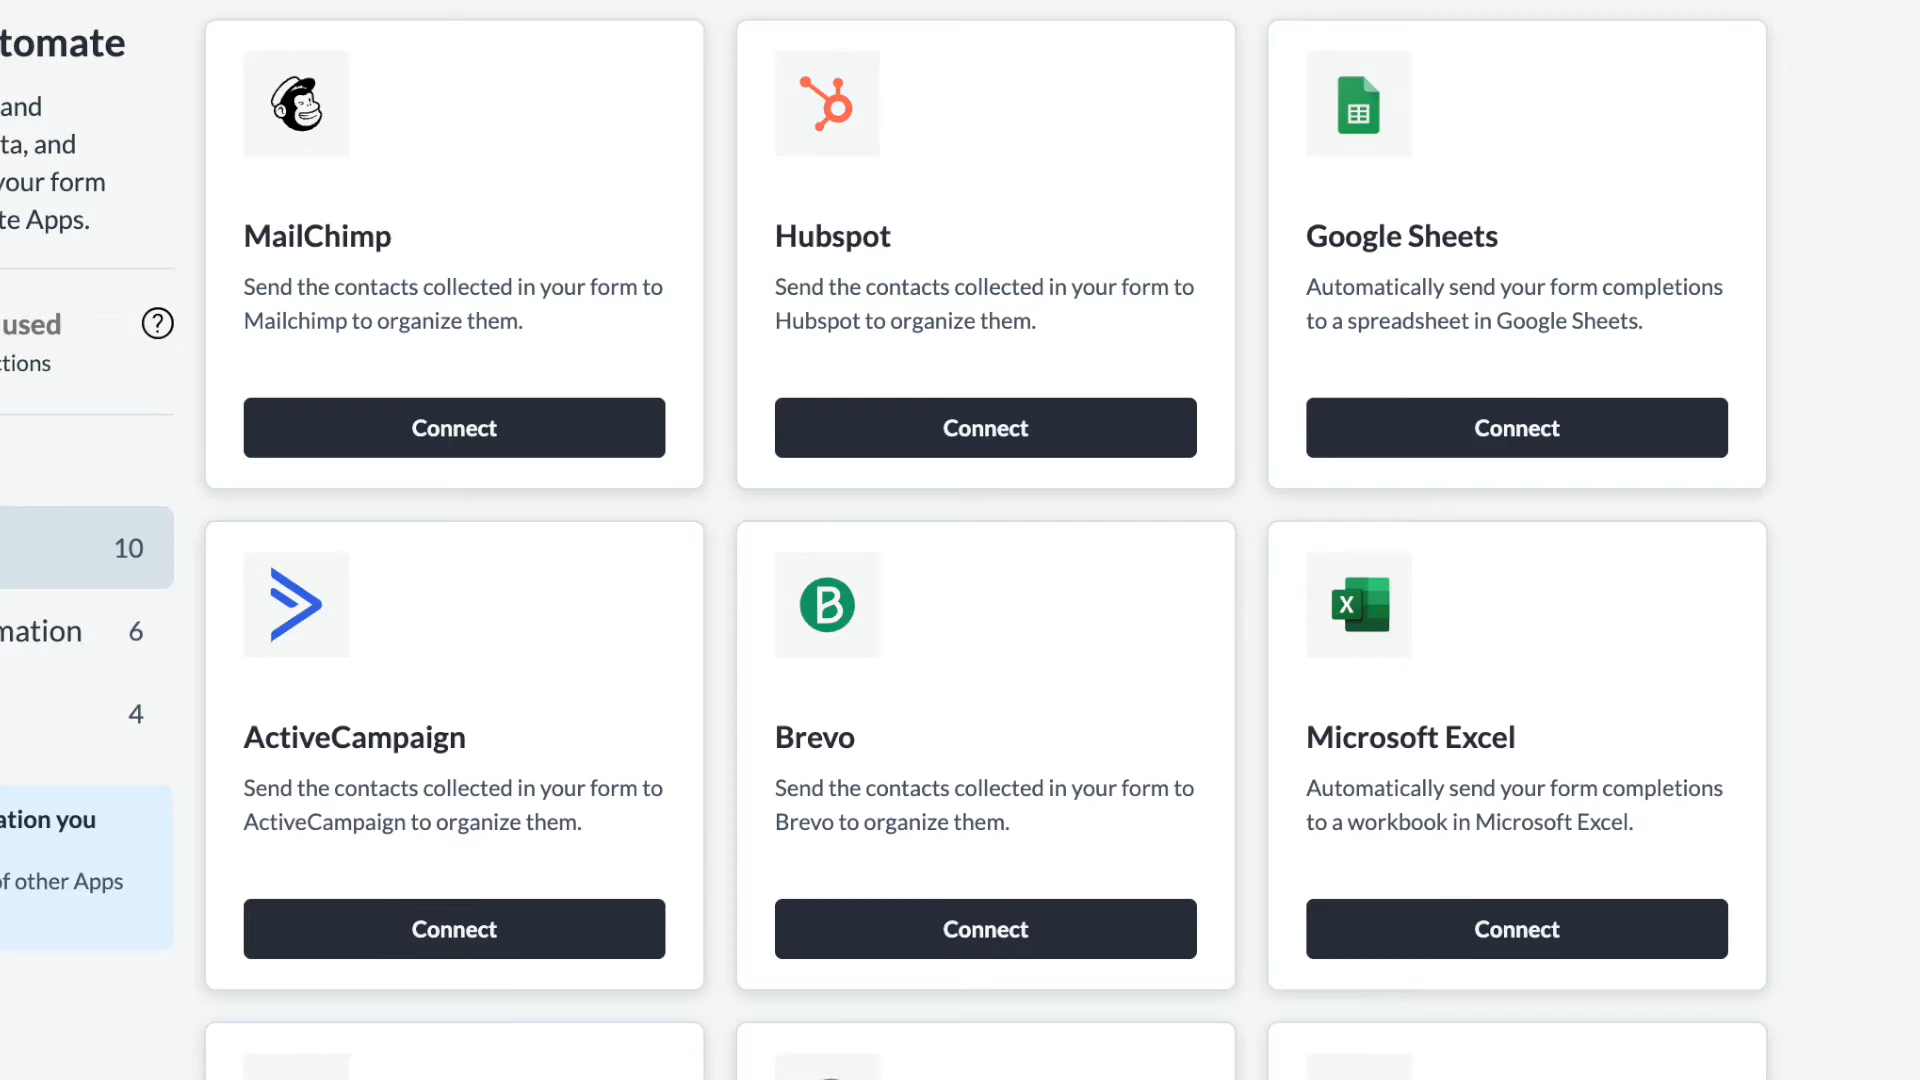 tomate
and
ta, and
your form
te Apps.
used
?
ctions
10
mation 6
4
ation you
of other Apps
MailChimp
Send the contacts collected in your form to
Mailchimp to organize them.
Connect
Hubspot
Send the contacts collected in your form to
Hubspot to organize them.
Connect
Google Sheets
Automatically send your form completions
to a spreadsheet in Google Sheets.
Connect
ActiveCampaign
Send the contacts collected in your form to
ActiveCampaign to organize them.
Connect
B
Brevo
Send the contacts collected in your form to
Brevo to organize them.
Connect
X
Microsoft Excel
Automatically send your form completions
to a workbook in Microsoft Excel.
Connect